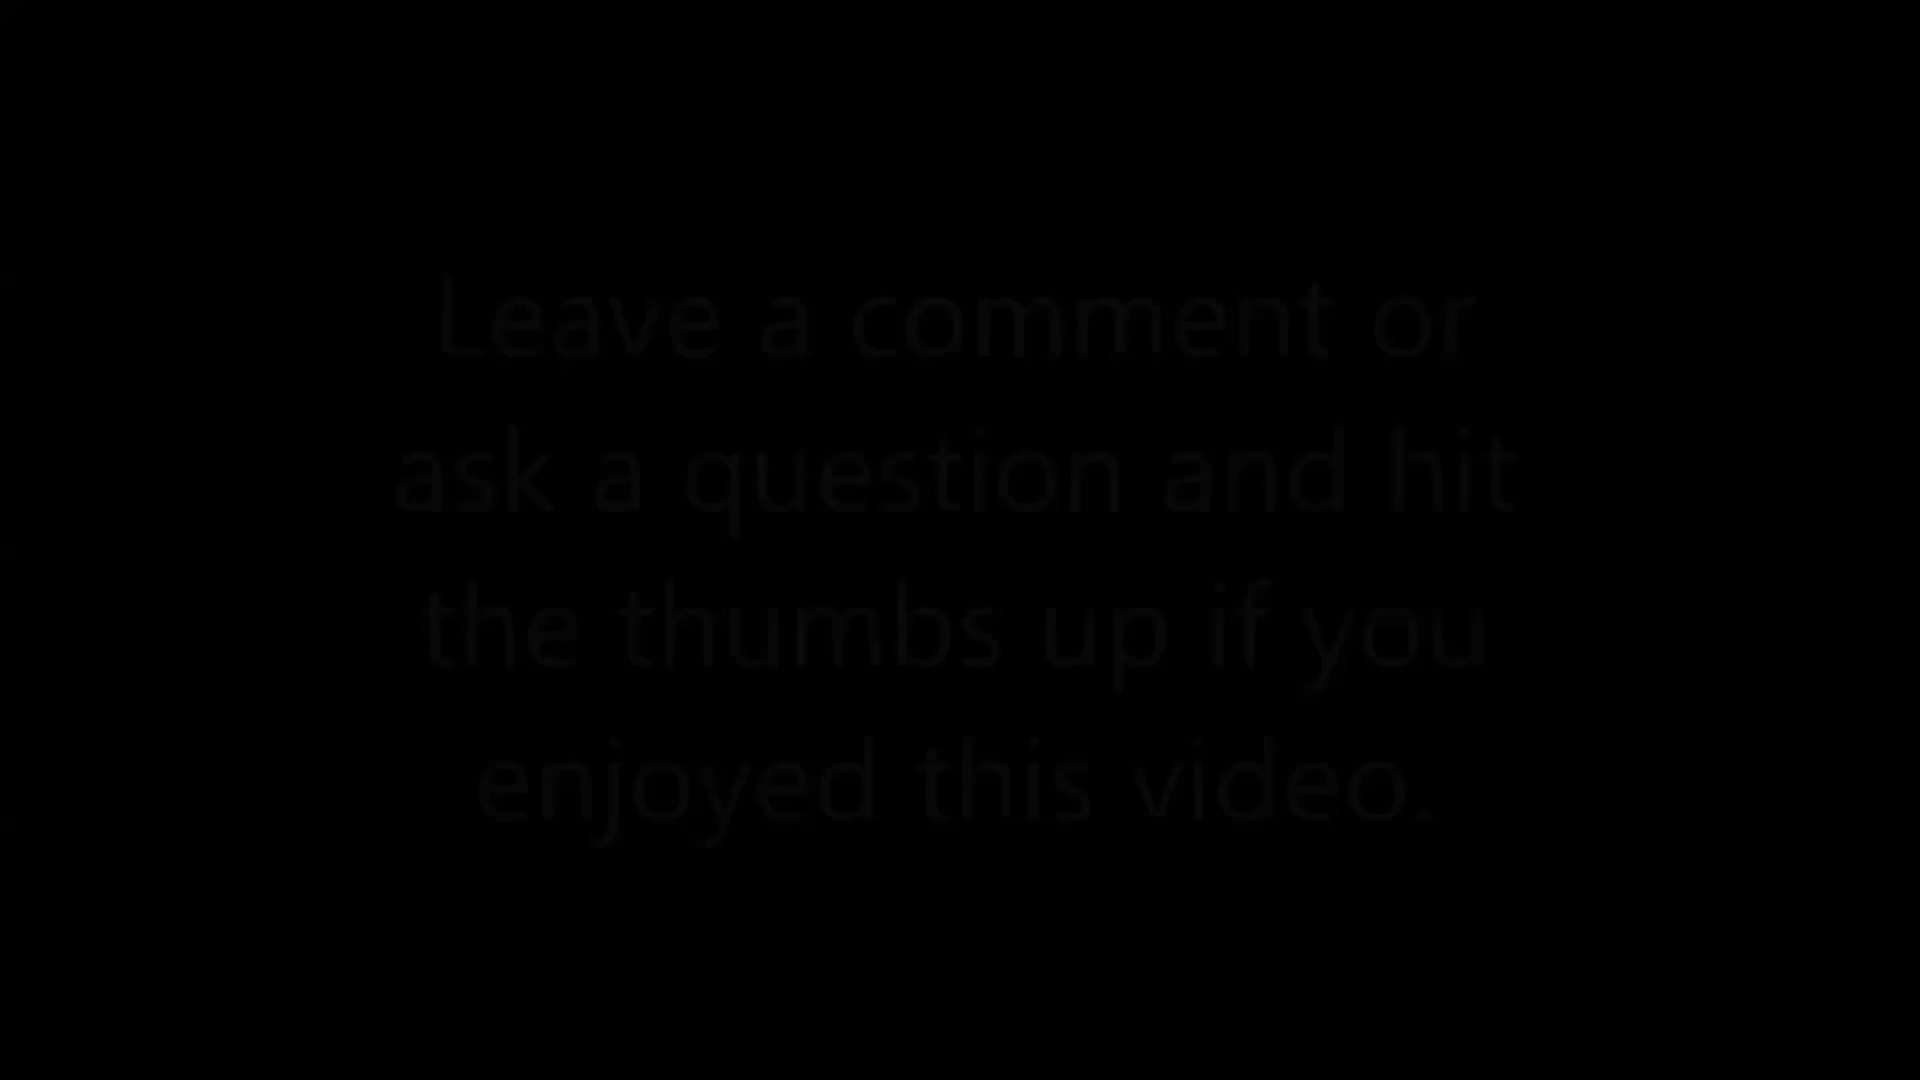 Leave a comment or
ask a question and hit
the thumbs up if you
enjoyed this video.